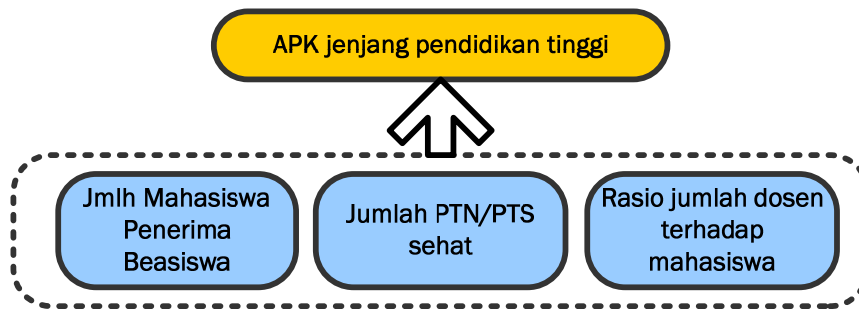 APK jenjang pendidikan tinggi
Jmlh Mahasiswa
Penerima
Beasiswa
Jumlah PTN/PTS
sehat
Rasio jumlah dosen
terhadap
mahasiswa